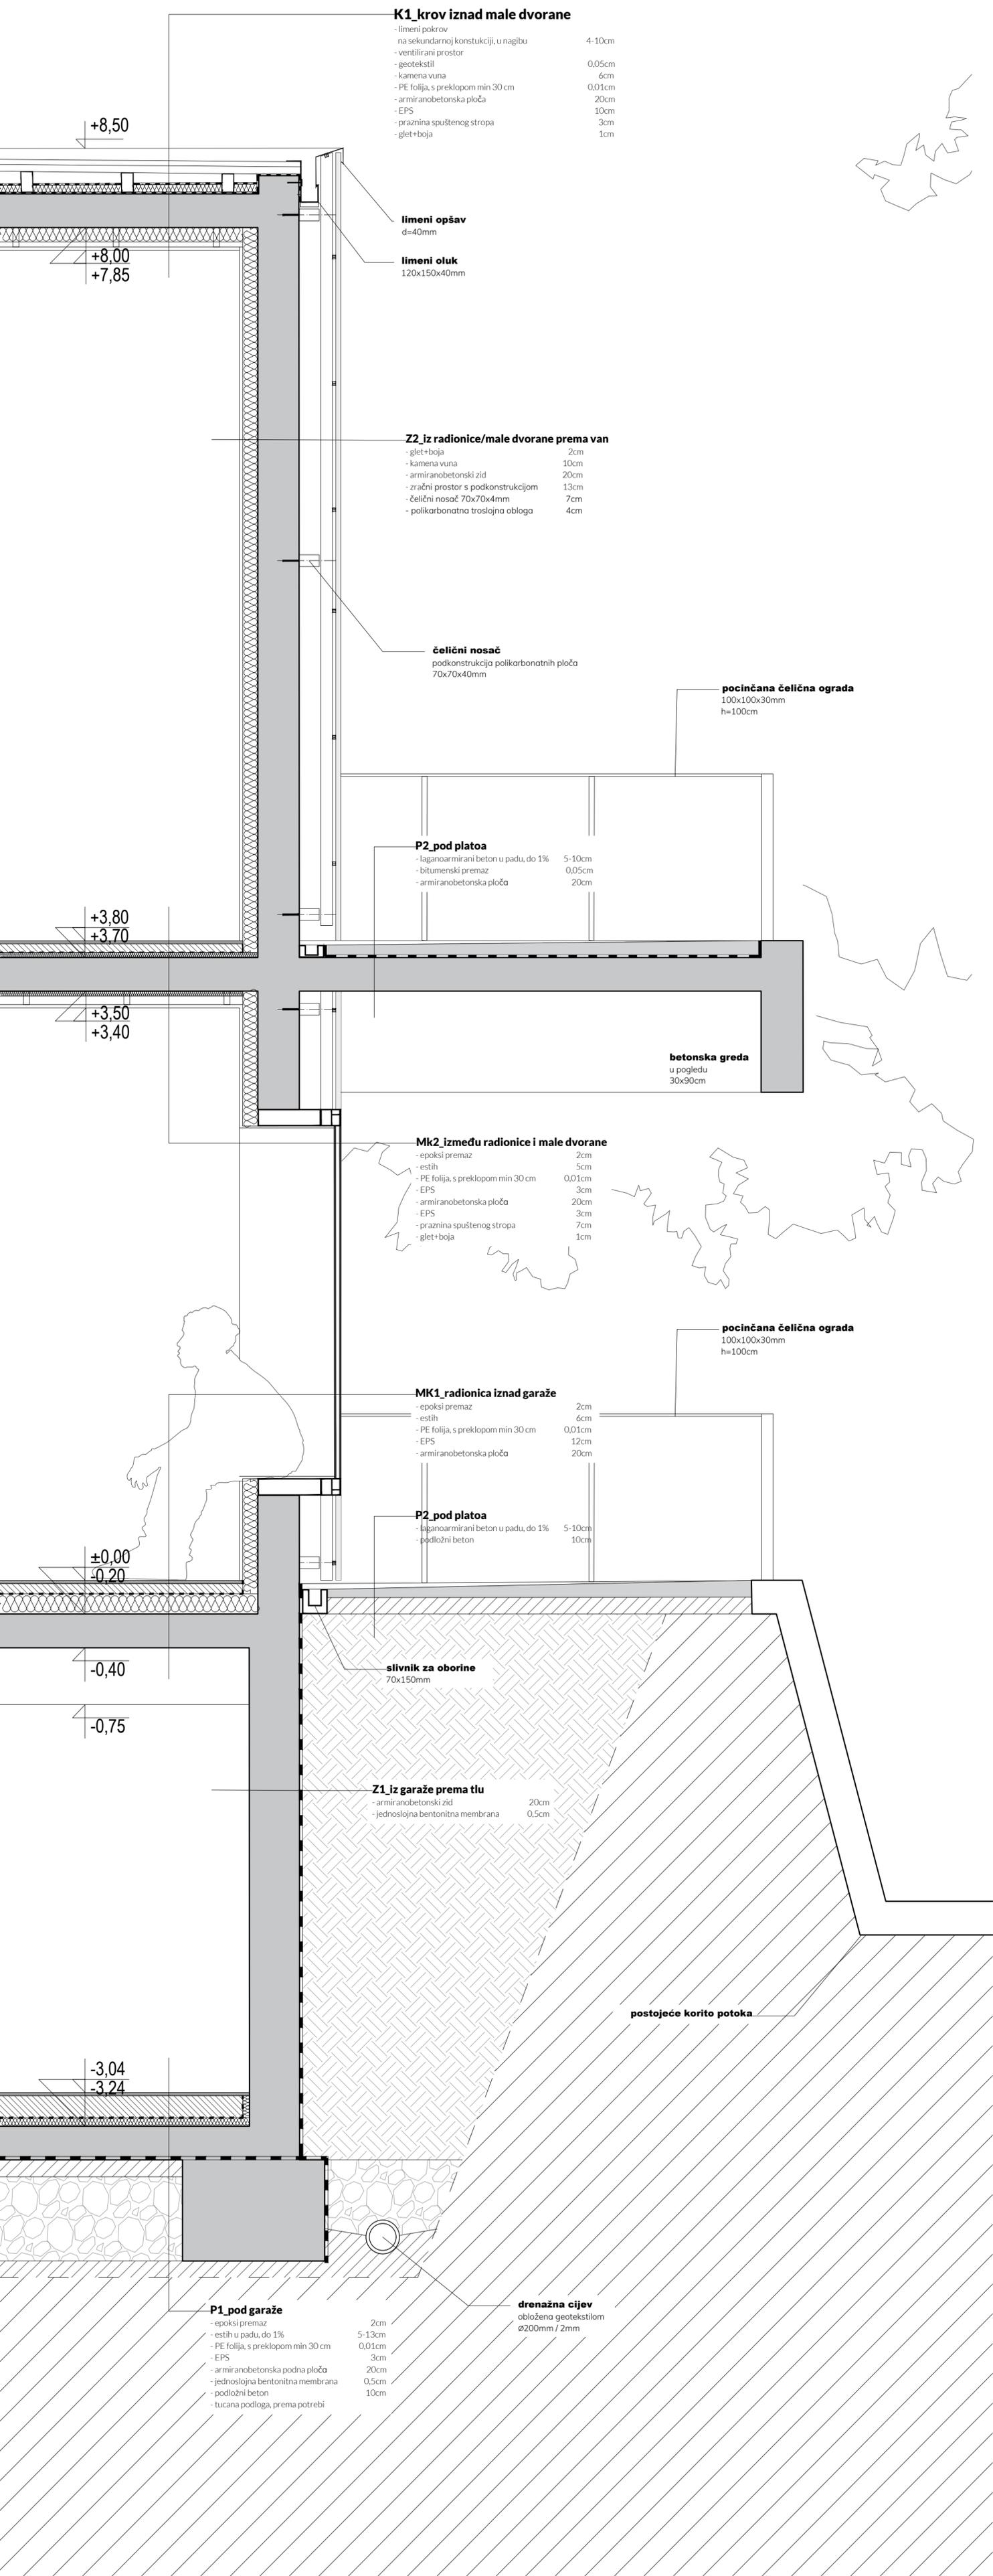 K1_krov iznad male dvorane
- limeni pokrov
na sekundarnoj konstukciji, u nagibu 4-10cm
- ventilirani prostor
- geotekstil 0,05cm
- kamena vuna 6cm
- PE folija, s preklopom min 30 cm 0,01cm
- armiranobetonska ploča 20cm
- EPS 10cm
- praznina spuštenog stropa 3cm
- glet+boja 1cm
+8,50
limeni opšav
d=40mm
+8,00
+7,85
limeni oluk
120x150x40mm
Z2_iz radionice/male dvorane prema van
- glet+boja 2cm
- kamena vuna 10cm
- armiranobetonski zid 20cm
- zračni prostor s podkonstrukcijom 13cm
- čelični nosač 70x70x4mm 7cm
- polikarbonatna troslojna obloga 4cm
čelični nosač
podkonstrukcija polikarbonatnih ploča
70x70x40mm
pocinčana čelična ograda
100x100x30mm
h=100cm
P2_pod platoa
- laganoarmirani beton u padu, do 1% 5-10cm
- bitumenski premaz 0,05cm
- armiranobetonska ploča 20cm
+3,80
+3,70
+3,50
+3,40
betonska greda
u pogledu
30x90cm
Mk2_između radionice i male dvorane
- epoksi premaz 2cm
- estih 5cm
- PE folija, s preklopom min 30 cm 0,01cm
- EPS 3cm
- armiranobetonska ploča 20cm
- EPS 3cm
- praznina spuštenog stropa 7cm
- glet+boja 1cm
pocinčana čelična ograda
100x100x30mm
h=100cm
MK1_radionica iznad garaže
- epoksi premaz 2cm
- estih 6cm
- PE folija, s preklopom min 30 cm 0,01cm
- EPS 12cm
- armiranobetonska ploča 20cm
P2_pod platoa
- laganoarmirani beton u padu, do 1% 5-10cm
- podložni beton 10cm
±0,00
-0,20
-0,40
slivnik za oborine
70x150mm
-0,75
Z1_iz garaže prema tlu
- armiranobetonski zid 20cm
- jednoslojna bentonitna membrana 0,5cm
postojeće korito potoka
-3,04
-3,24
drenažna cijev
obložena geotekstilom
ø200mm / 2mm
P1_pod garaže
- epoksi premaz 2cm
- estih u padu, do 1% 5-13cm
- PE folija, s preklopom min 30 cm 0,01cm
- EPS 3cm
- armiranobetonska podna ploča 20cm
- jednoslojna bentonitna membrana 0,5cm
- podložni beton 10cm
- tucana podloga, prema potrebi